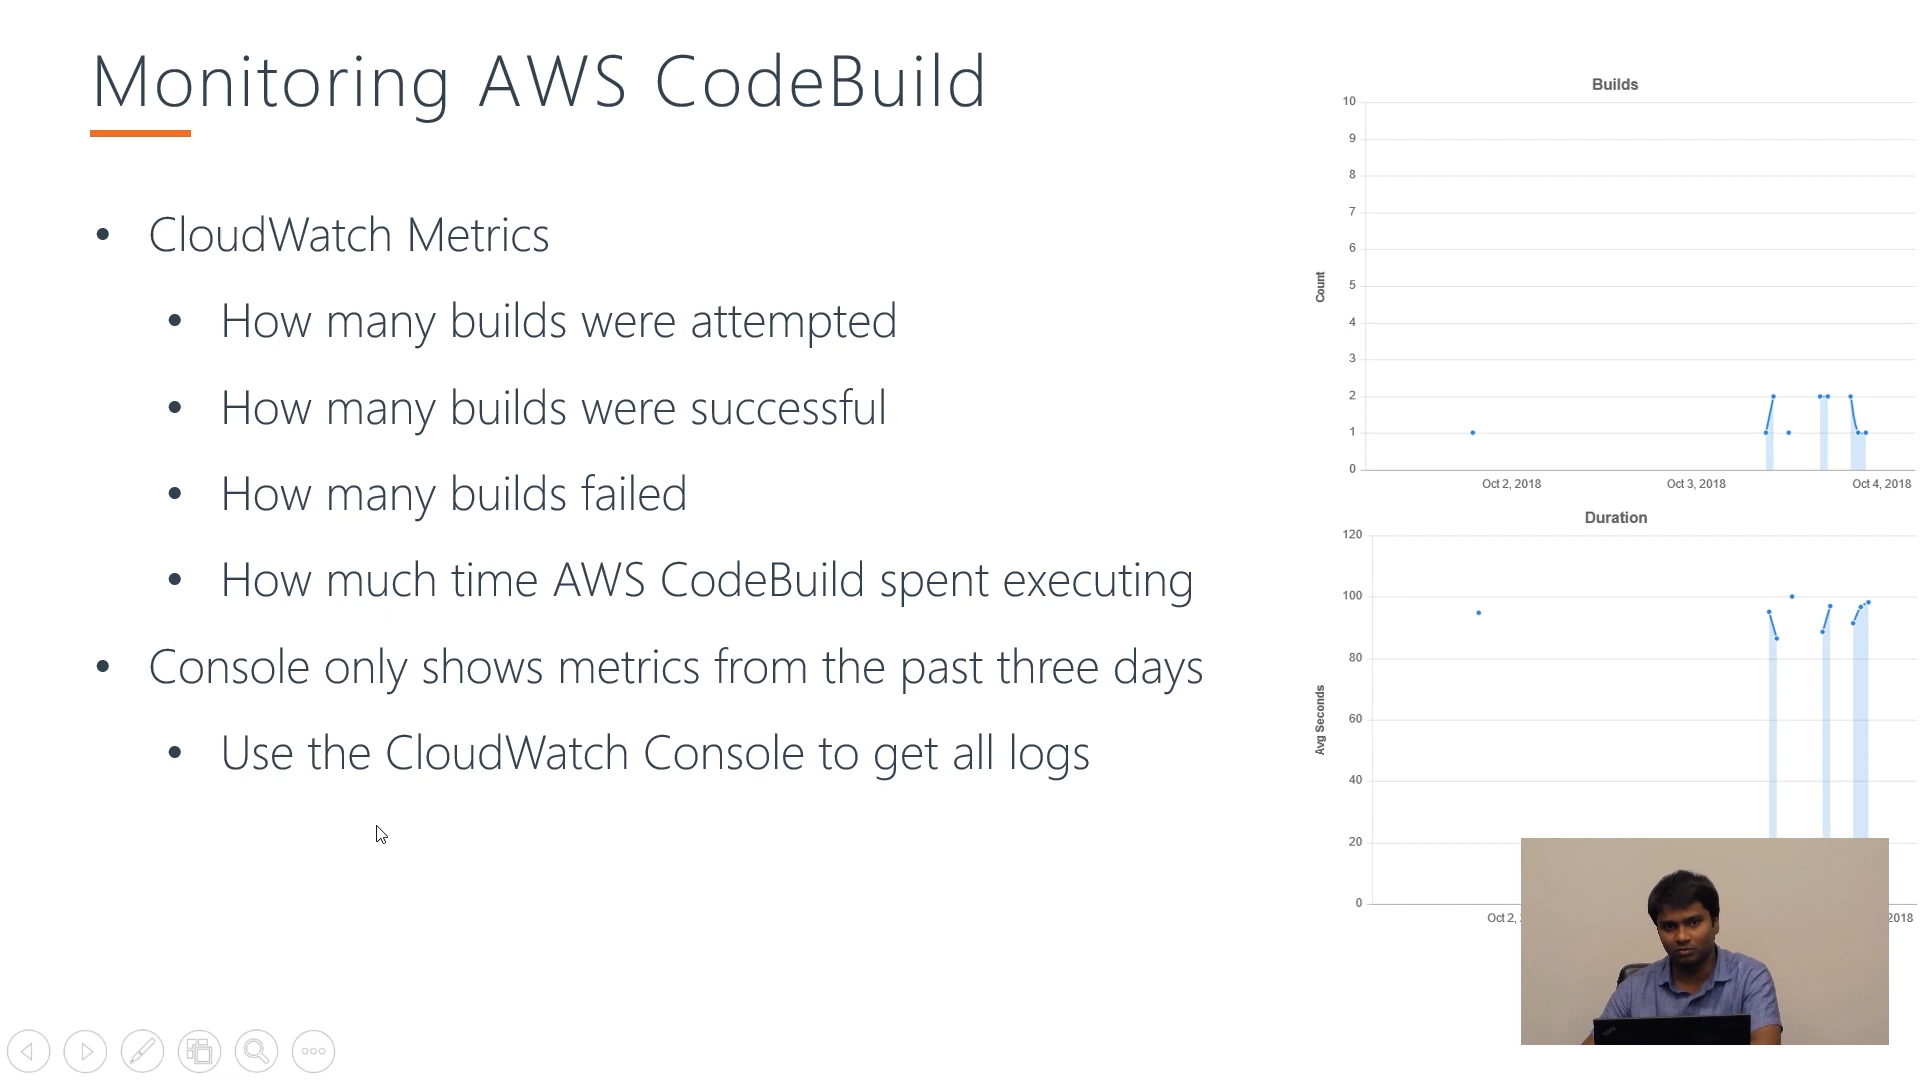 Monitoring AWS CodeBuild
• CloudWatch Metrics
• How many builds were attempted
• How many builds were successful
• How many builds failed
• How much time AWS CodeBuild spent executing
• Console only shows metrics from the past three days
• Use the CloudWatch Console to get all logs
Builds
Count
10
9
8
7
6
5
4
3
2
1
0
Oct 2, 2018 Oct 3, 2018 Oct 4, 2018
Duration
Avg Seconds
120
100
80
60
40
20
0
Oct 2, 2018